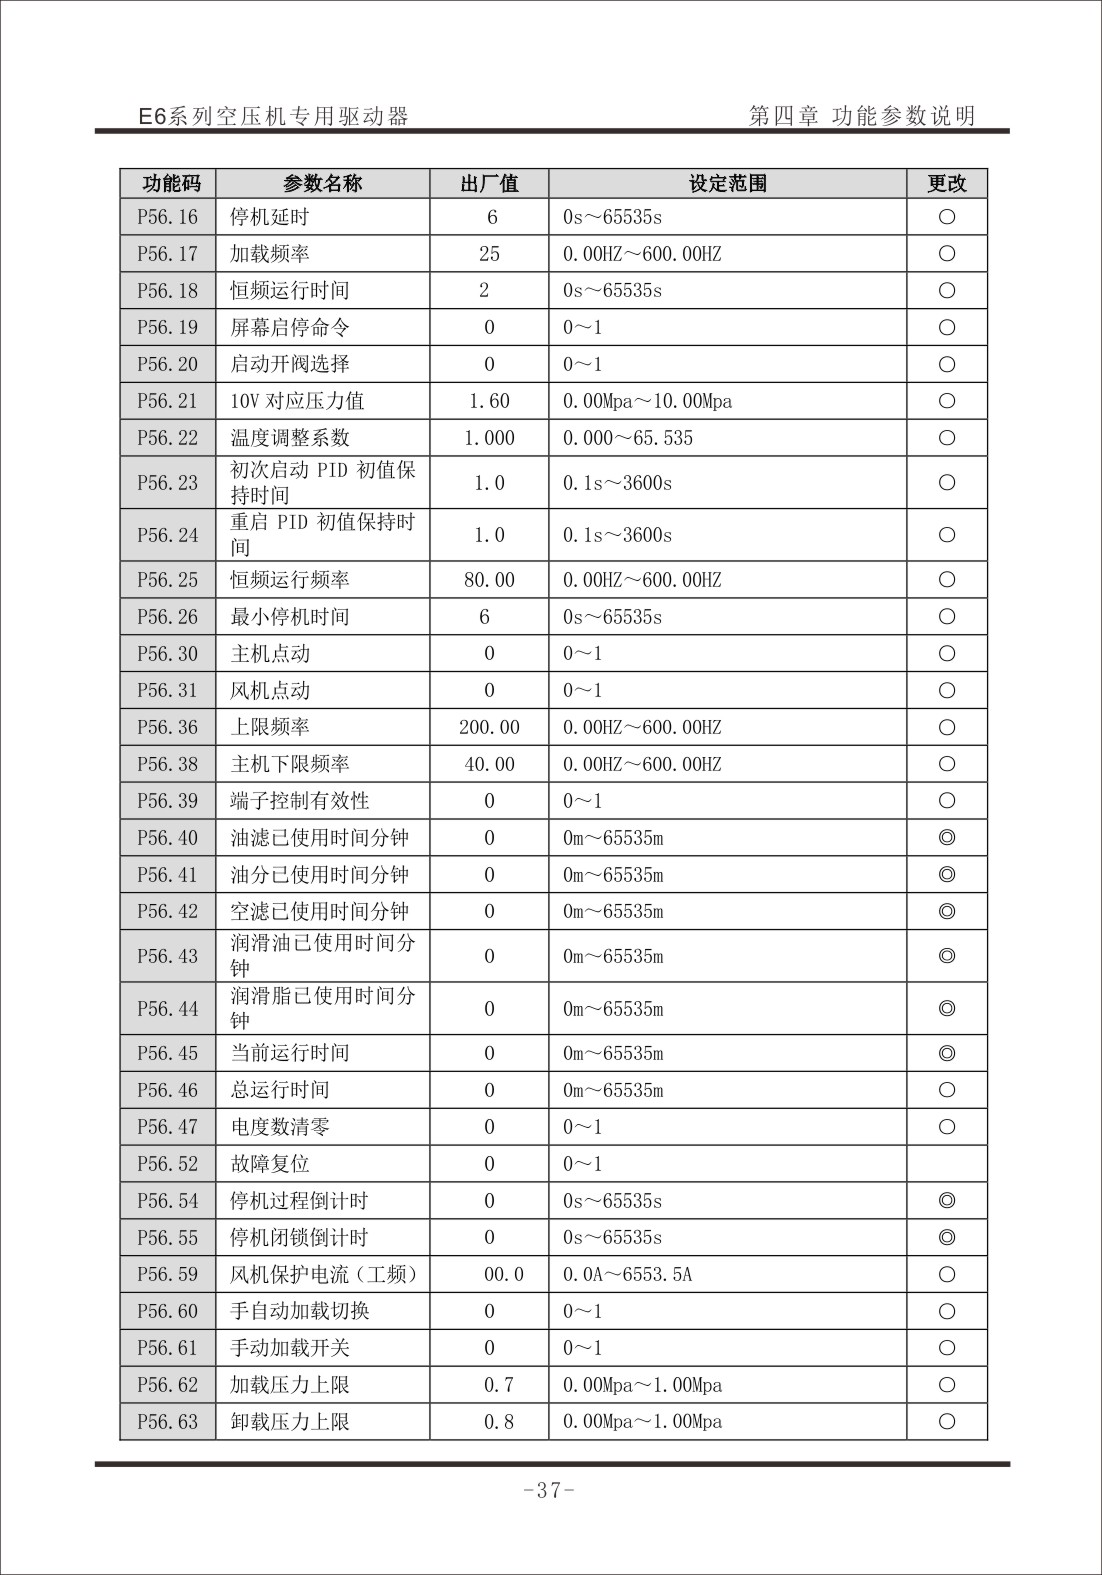 E6系列空压机专用驱动器 第四章 功能参数说明
功能码 参数名称 出厂值 设定范围 更改
P56.16 停机延时 6 0s～65535s ○
P56.17 加载频率 25 0.00HZ～600.00HZ ○
P56.18 恒频运行时间 2 0s～65535s ○
P56.19 屏幕启停命令 0 0～1 ○
P56.20 启动开阀选择 0 0～1 ○
P56.21 10V 对应压力值 1.60 0.00Mpa～10.00Mpa ○
P56.22 温度调整系数 1.000 0.000～65.535 ○
P56.23 初次启动 PID 初值保 1.0 0.1s～3600s ○
持时间
P56.24 重启 PID 初值保持时 1.0 0.1s～3600s ○
间
P56.25 恒频运行频率 80.00 0.00HZ～600.00HZ ○
P56.26 最小停机时间 6 0s～65535s ○
P56.30 主机点动 0 0～1 ○
P56.31 风机点动 0 0～1 ○
P56.36 上限频率 200.00 0.00HZ～600.00HZ ○
P56.38 主机下限频率 40.00 0.00HZ～600.00HZ ○
P56.39 端子控制有效性 0 0～1 ○
P56.40 油滤已使用时间分钟 0 0m～65535m ◎
P56.41 油分已使用时间分钟 0 0m～65535m ◎
P56.42 空滤已使用时间分钟 0 0m～65535m ◎
P56.43 润滑油已使用时间分 0 0m～65535m ◎
钟
P56.44 润滑脂已使用时间分 0 0m～65535m ◎
钟
P56.45 当前运行时间 0 0m～65535m ◎
P56.46 总运行时间 0 0m～65535m ○
P56.47 电度数清零 0 0～1 ○
P56.52 故障复位 0 0～1
P56.54 停机过程倒计时 0 0s～65535s ◎
P56.55 停机闭锁倒计时 0 0s～65535s ◎
P56.59 风机保护电流（工频） 00.0 0.0A～6553.5A ○
P56.60 手自动加载切换 0 0～1 ○
P56.61 手动加载开关 0 0～1 ○
P56.62 加载压力上限 0.7 0.00Mpa～1.00Mpa ○
P56.63 卸载压力上限 0.8 0.00Mpa～1.00Mpa ○
-37-